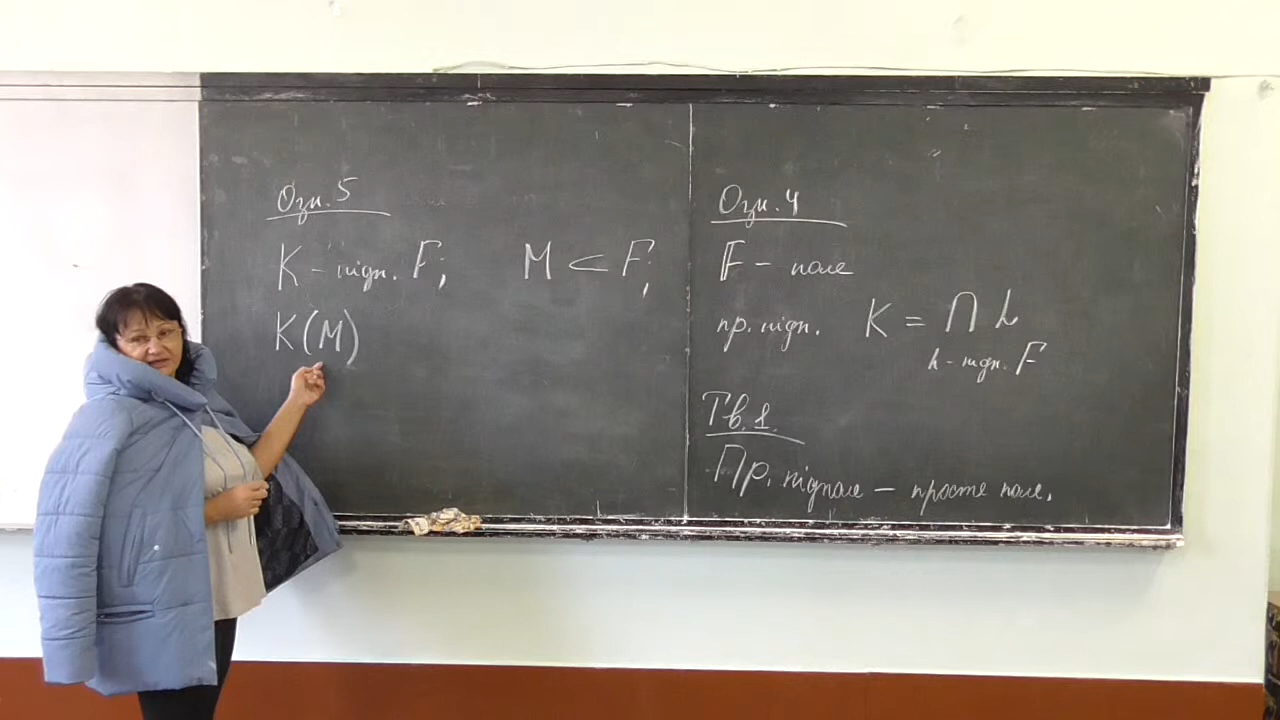 Озн. 5
K – підп. F; M ⊂ F;
K(M)
Озн. 4
F – поле
пр. підп. K = ∩ L
L – підп. F
Тв. 1.
Пр. підполе – просте поле.